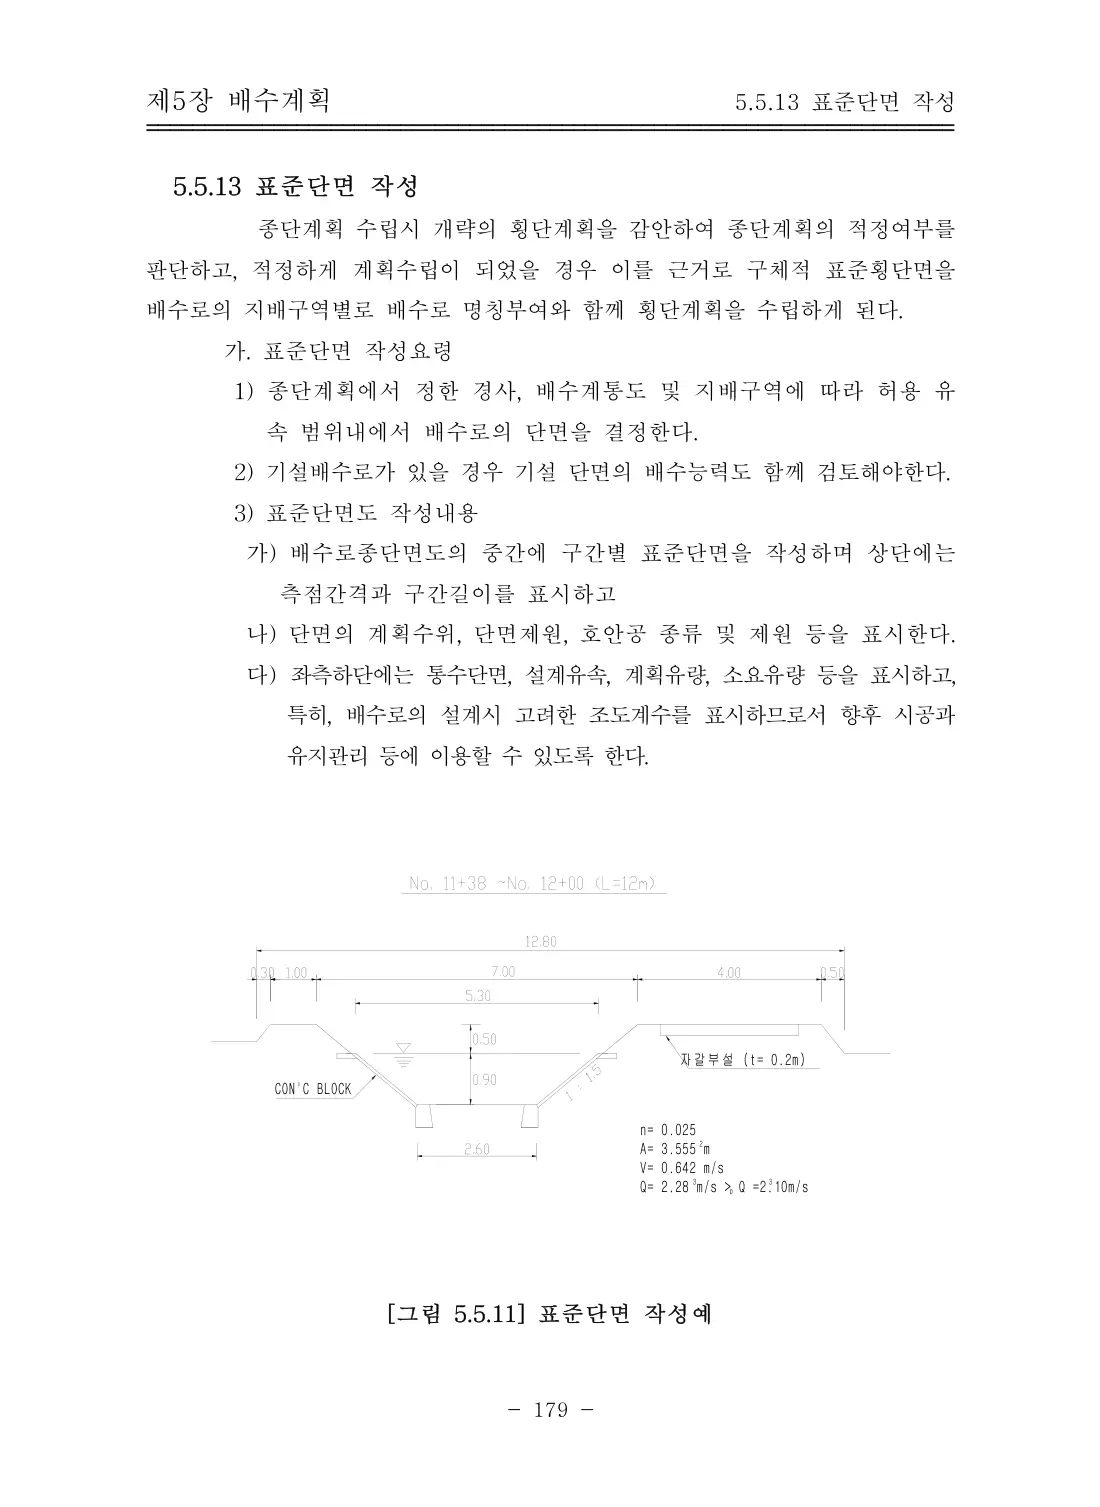 제5장 배수계획
5.5.13 표준단면 작성
5.5.13 표준단면 작성
종단계획 수립시 개략의 횡단계획을 감안하여 종단계획의 적정여부를
판단하고, 적정하게 계획수립이 되었을 경우 이를 근거로 구체적 표준횡단면을
배수로의 지배구역별로 배수로 명칭부여와 함께 횡단계획을 수립하게 된다.
가. 표준단면 작성요령
1) 종단계획에서 정한 경사, 배수계통도 및 지배구역에 따라 허용 유
속 범위내에서 배수로의 단면을 결정한다.
2) 기설배수로가 있을 경우 기설 단면의 배수능력도 함께 검토해야한다.
3) 표준단면도 작성내용
가) 배수로종단면도의 중간에 구간별 표준단면을 작성하며 상단에는
측점간격과 구간길이를 표시하고
나) 단면의 계획수위, 단면제원, 호안공 종류 및 제원 등을 표시한다.
다) 좌측하단에는 통수단면, 설계유속, 계획유량, 소요유량 등을 표시하고,
특히, 배수로의 설계시 고려한 조도계수를 표시하므로서 향후 시공과
유지관리 등에 이용할 수 있도록 한다.
No. 11+38 ~No. 12+00 (L=12m)
12.80
0.30 1.00 7.00 4.00 0.50
5.30
0.50
자갈부설 (t= 0.2m)
0.90
1 : 1.5
CON'C BLOCK
2.60
n= 0.025
A= 3.555²m
V= 0.642 m/s
Q= 2.28³m/s >D Q =2.³10m/s
[그림 5.5.11] 표준단면 작성예
- 179 -